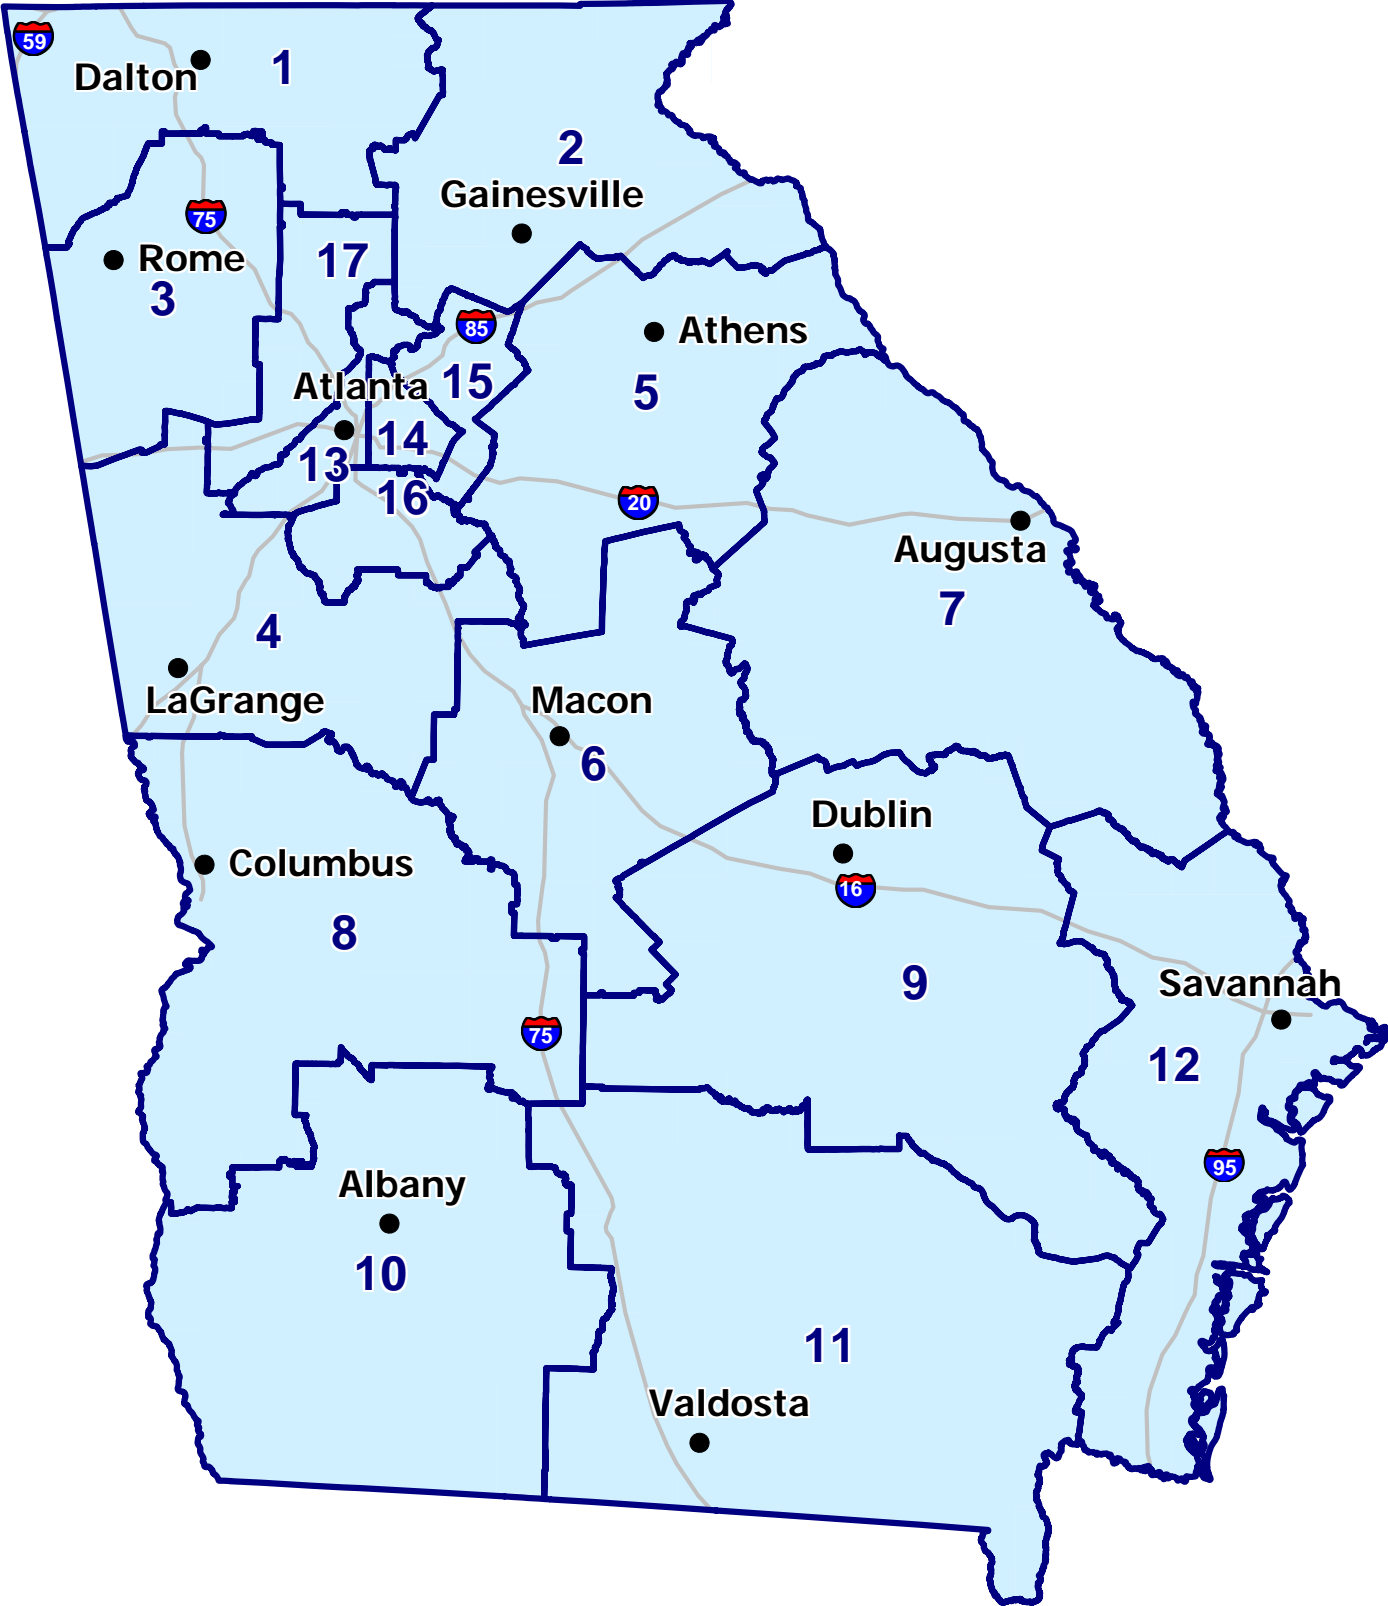 59
Dalton
1
2
Gainesville
75
Rome
3
17
85
Athens
Atlanta
15
5
14
13
16
20
Augusta
7
4
LaGrange
Macon
6
Dublin
Columbus
16
8
9
Savannah
75
12
95
Albany
10
11
Valdosta